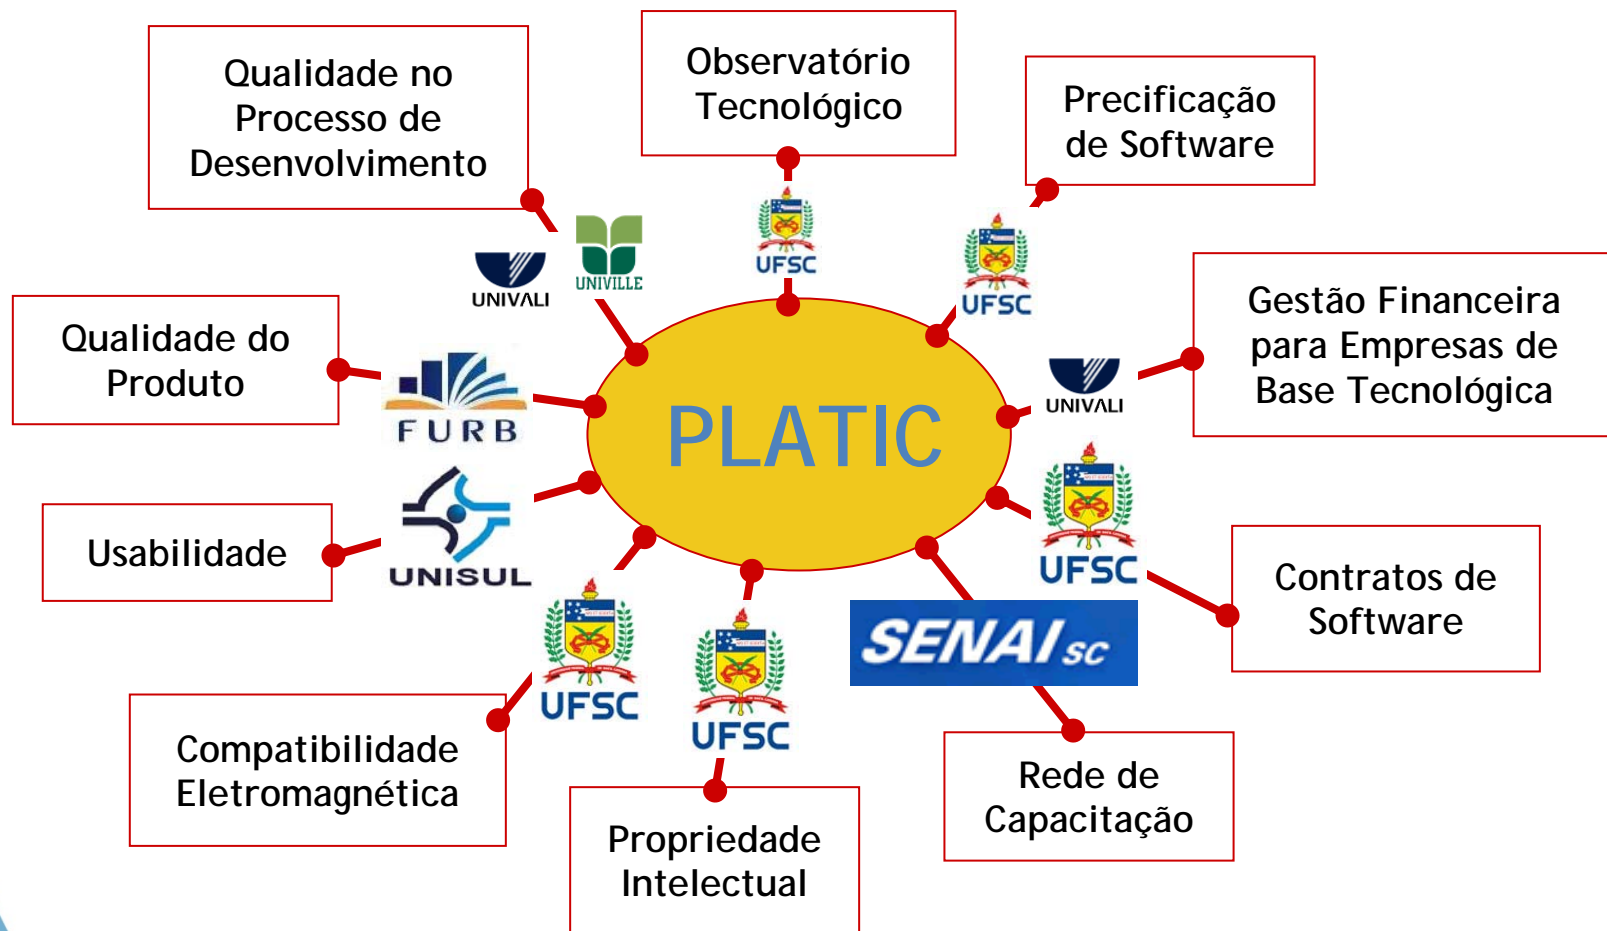 Observatório
Tecnológico
Qualidade no
Processo de
Desenvolvimento
Precificação
de Software
UFSC
UNIVALI
UNIVILLE
UFSC
Qualidade do
Produto
FURB
PLATIC
UNIVALI
Gestão Financeira
para Empresas de
Base Tecnológica
Usabilidade
UNISUL
UFSC
Contratos de
Software
SENAI SC
UFSC
UFSC
Compatibilidade
Eletromagnética
Propriedade
Intelectual
Rede de
Capacitação